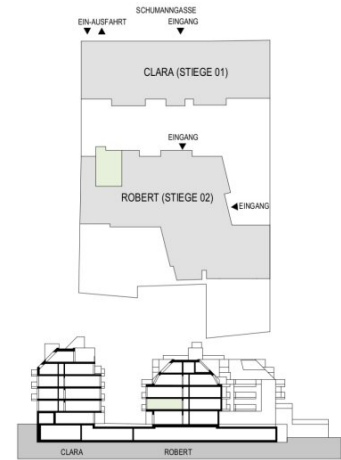 SCHUMANNGASSE
EIN-AUSFAHRT EINGANG
CLARA (STIEGE 01)
EINGANG
ROBERT (STIEGE 02)
EINGANG
CLARA ROBERT